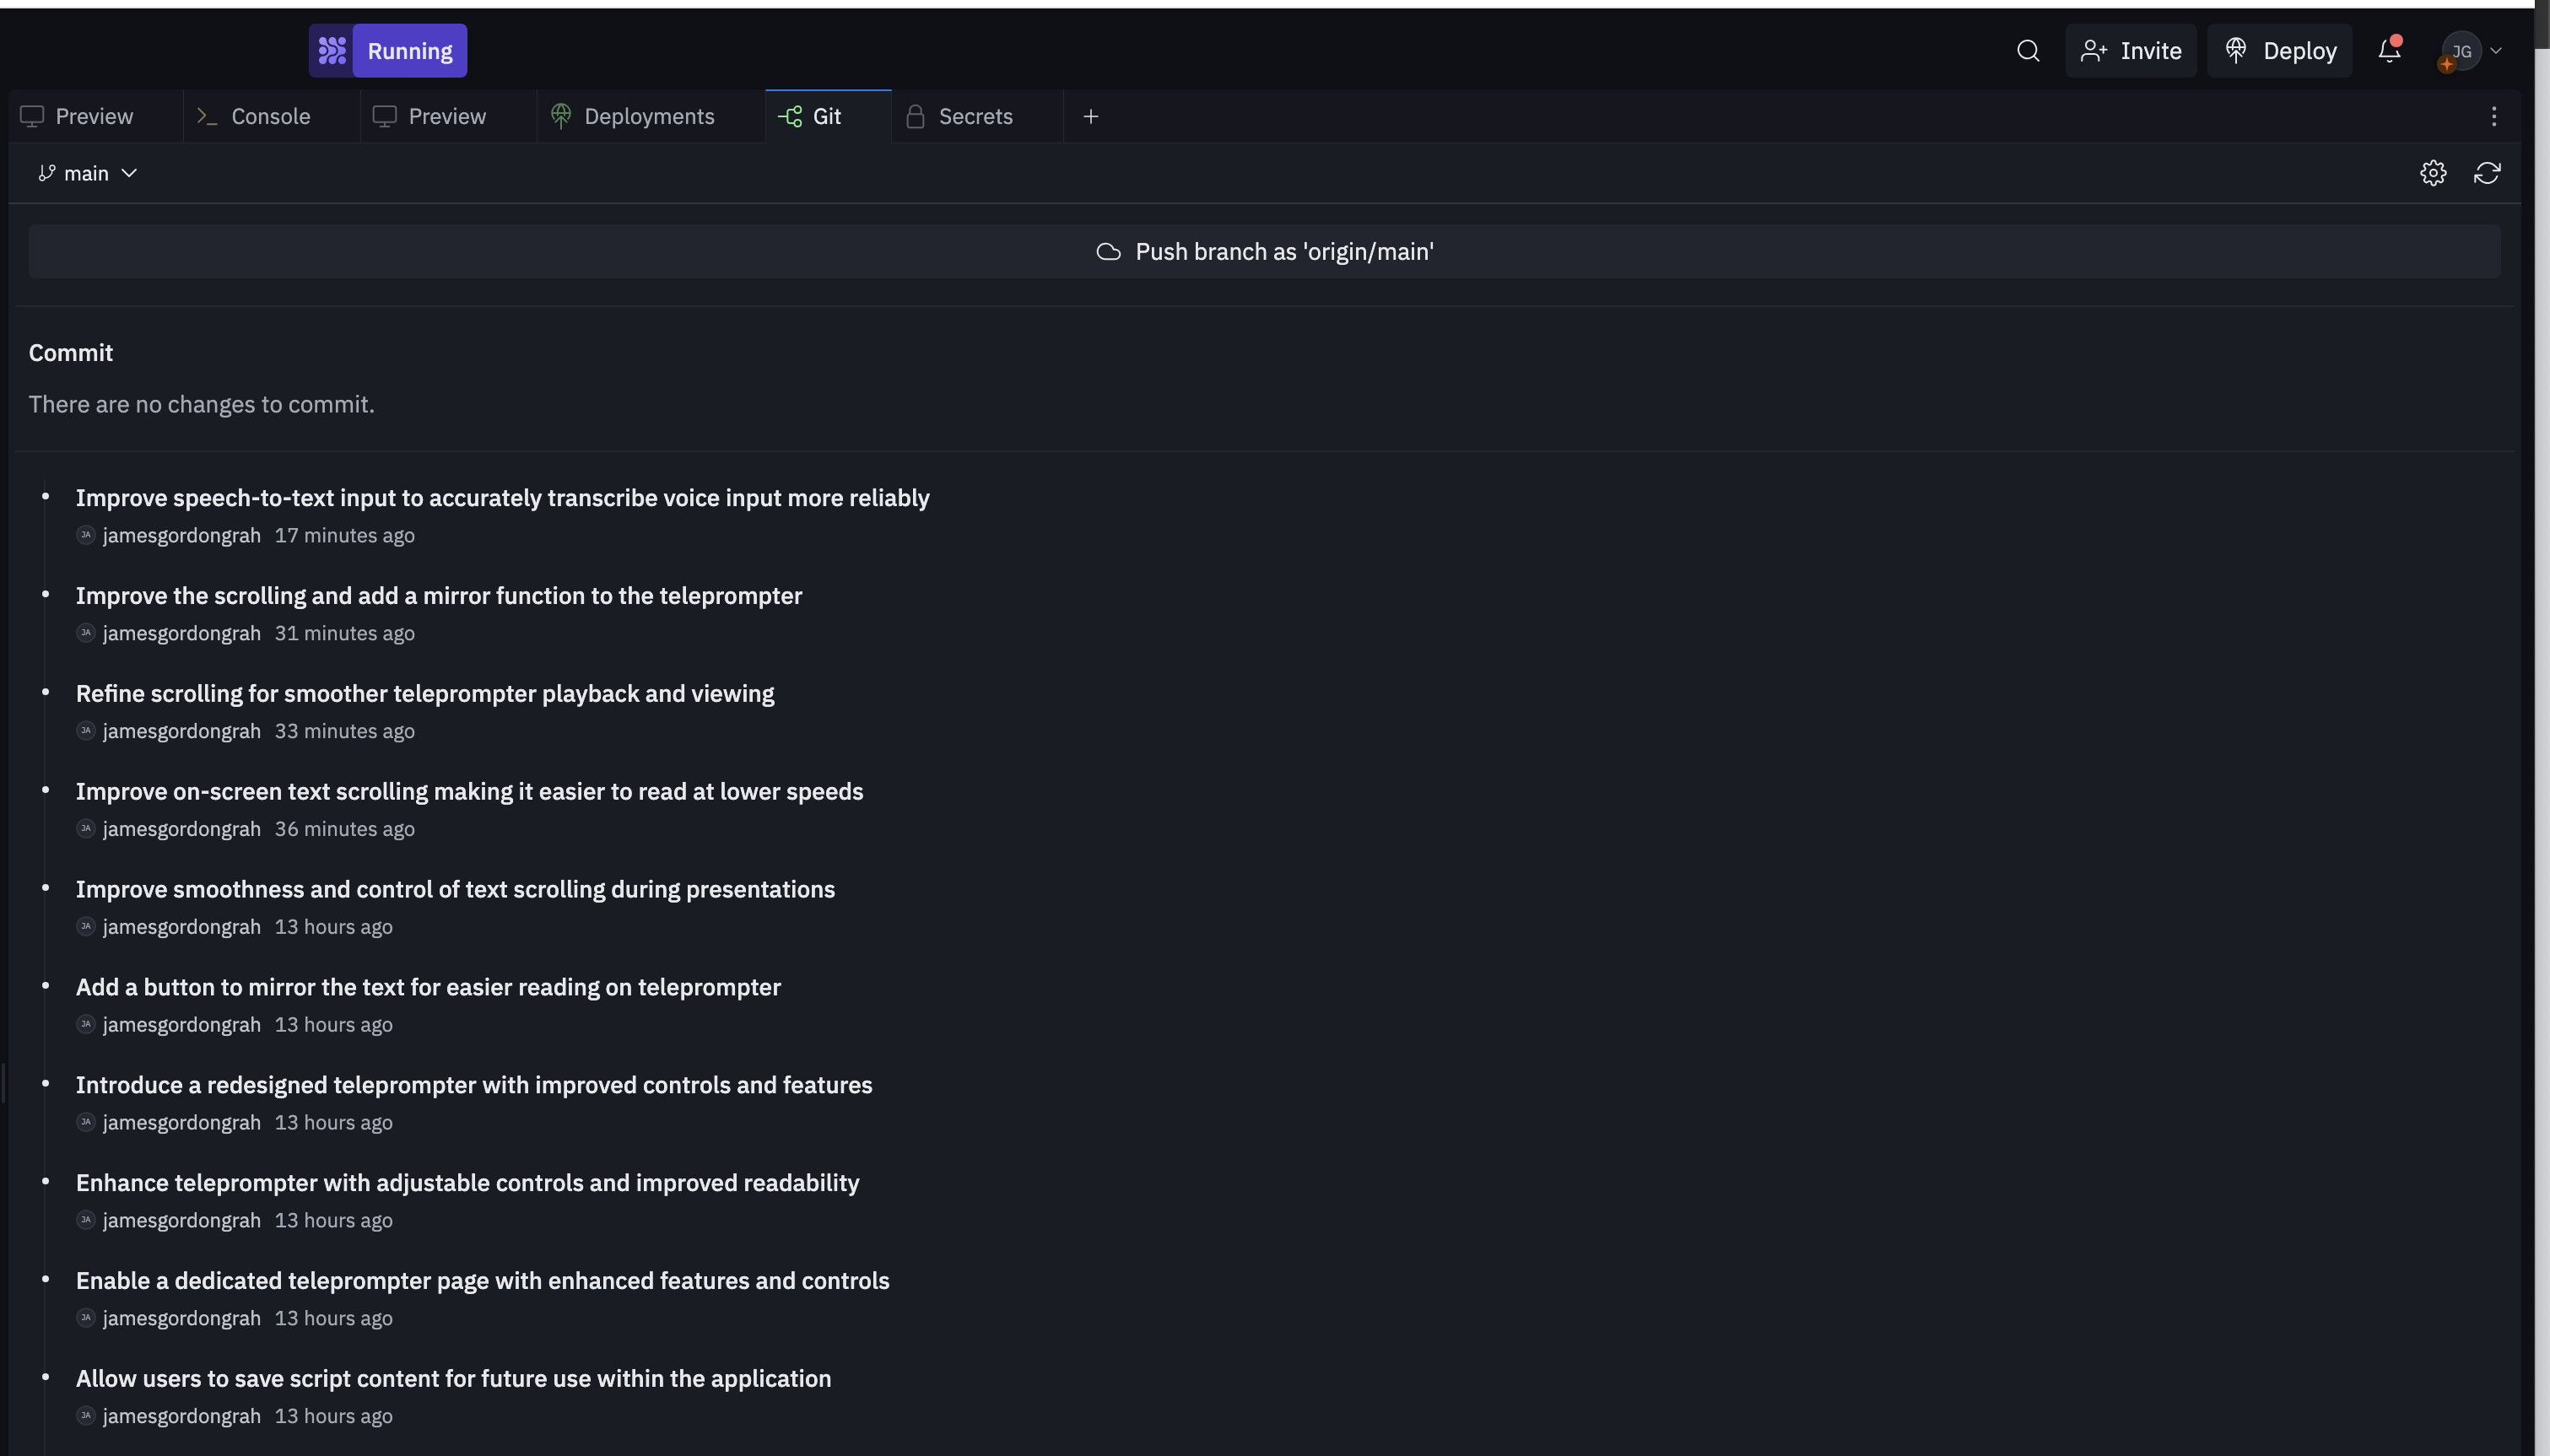 Running
Invite
Deploy
JG
Preview
Console
Preview
Deployments
Git
Secrets
main
Push branch as 'origin/main'
Commit
There are no changes to commit.
Improve speech-to-text input to accurately transcribe voice input more reliably
JA jamesgordongrah 17 minutes ago
Improve the scrolling and add a mirror function to the teleprompter
JA jamesgordongrah 31 minutes ago
Refine scrolling for smoother teleprompter playback and viewing
JA jamesgordongrah 33 minutes ago
Improve on-screen text scrolling making it easier to read at lower speeds
JA jamesgordongrah 36 minutes ago
Improve smoothness and control of text scrolling during presentations
JA jamesgordongrah 13 hours ago
Add a button to mirror the text for easier reading on teleprompter
JA jamesgordongrah 13 hours ago
Introduce a redesigned teleprompter with improved controls and features
JA jamesgordongrah 13 hours ago
Enhance teleprompter with adjustable controls and improved readability
JA jamesgordongrah 13 hours ago
Enable a dedicated teleprompter page with enhanced features and controls
JA jamesgordongrah 13 hours ago
Allow users to save script content for future use within the application
JA jamesgordongrah 13 hours ago